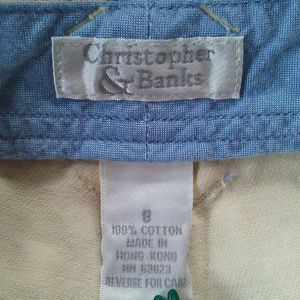 Christopher
& Banks
8
100% COTTON
MADE IN
HONG KONG
RN 63823
REVERSE FOR CARE